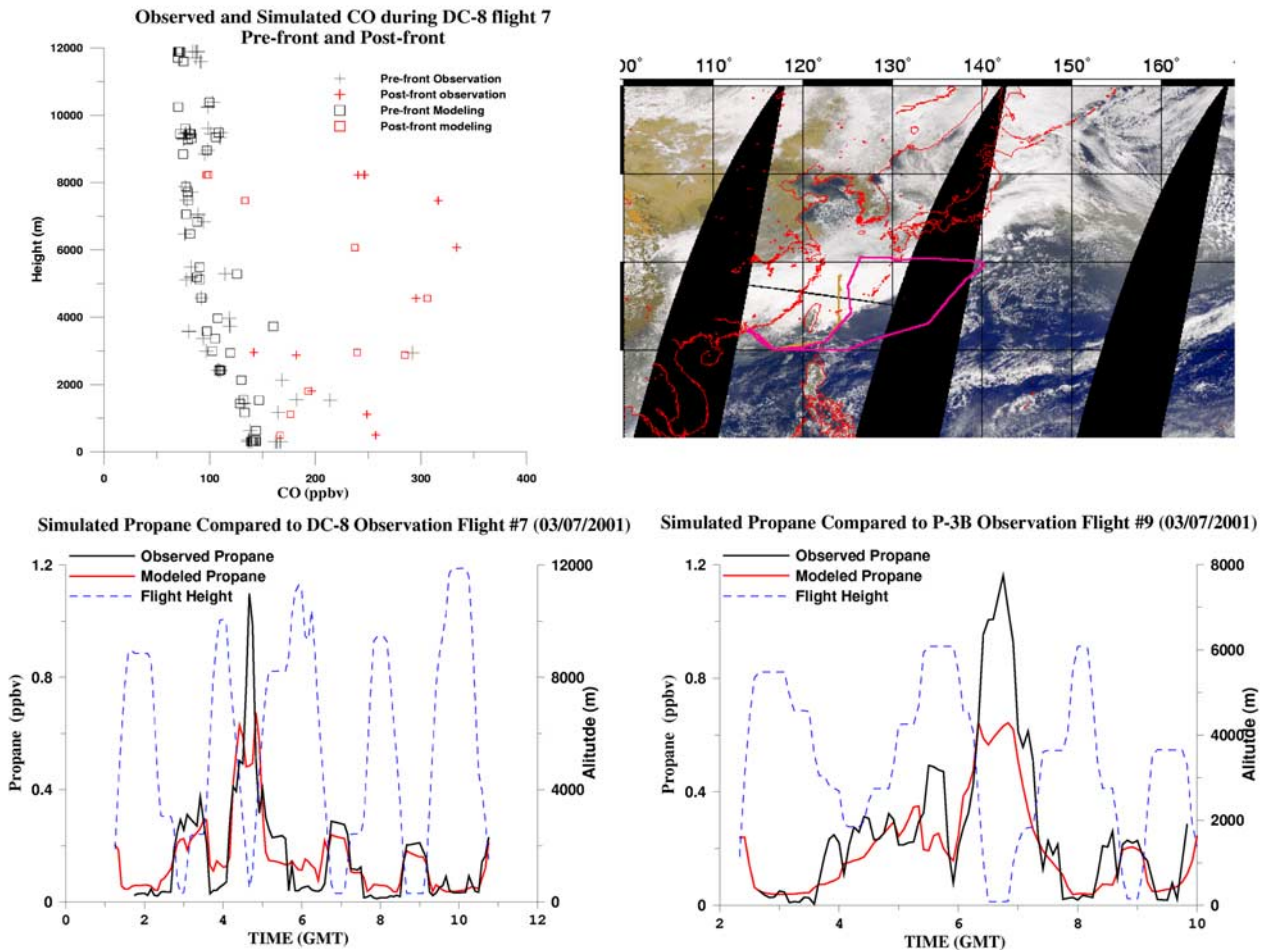 Observed and Simulated CO during DC-8 flight 7
Pre-front and Post-front
12000
10000
8000
6000
4000
2000
0
Height (m)
Pre-front Observation
Post-front observation
Pre-front Modeling
Post-front modeling
0 100 200 300 400
CO (ppbv)
00° 110° 120° 130° 140° 150° 160°
Simulated Propane Compared to DC-8 Observation Flight #7 (03/07/2001)
Observed Propane
Modeled Propane
Flight Height
1.2
0.8
0.4
0
Propane (ppbv)
12000
8000
4000
0
Alitutde (m)
0 2 4 6 8 10 12
TIME (GMT)
Simulated Propane Compared to P-3B Observation Flight #9 (03/07/2001)
Observed Propane
Modeled Propane
Flight Height
1.2
0.8
0.4
0
Propane (ppbv)
8000
6000
4000
2000
0
Alitutde (m)
2 4 6 8 10
TIME (GMT)